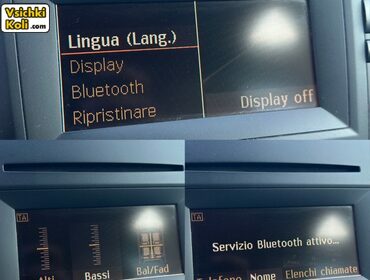 Vsichki
Koli.com
Lingua (Lang.)
Display
Bluetooth
Ripristinare
Display off
TA
Alti
Bassi
Bal/Fad
TA
Servizio Bluetooth attivo...
Telefono
Nome
Elenchi chiamate